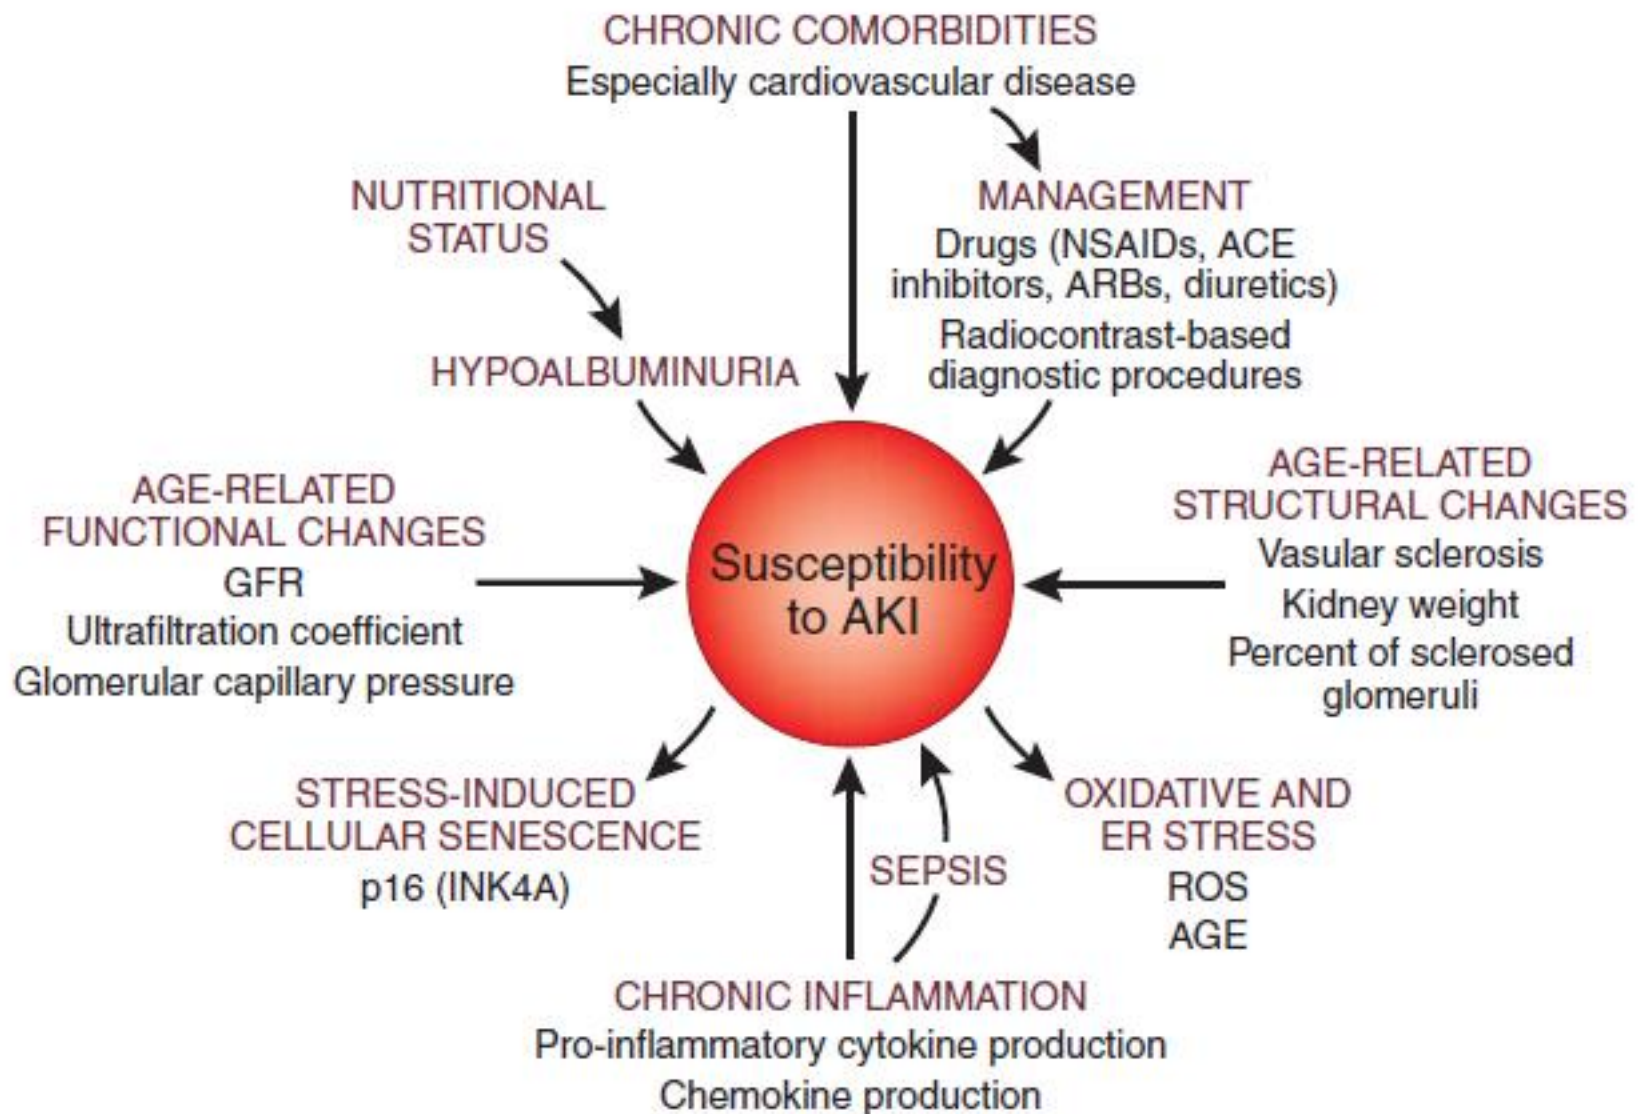 CHRONIC COMORBIDITIES
Especially cardiovascular disease
NUTRITIONAL
STATUS
HYPOALBUMINURIA
MANAGEMENT
Drugs (NSAIDs, ACE
inhibitors, ARBs, diuretics)
Radiocontrast-based
diagnostic procedures
AGE-RELATED
FUNCTIONAL CHANGES
GFR
Ultrafiltration coefficient
Glomerular capillary pressure
Susceptibility
to AKI
AGE-RELATED
STRUCTURAL CHANGES
Vasular sclerosis
Kidney weight
Percent of sclerosed
glomeruli
STRESS-INDUCED
CELLULAR SENESCENCE
p16 (INK4A)
SEPSIS
OXIDATIVE AND
ER STRESS
ROS
AGE
CHRONIC INFLAMMATION
Pro-inflammatory cytokine production
Chemokine production